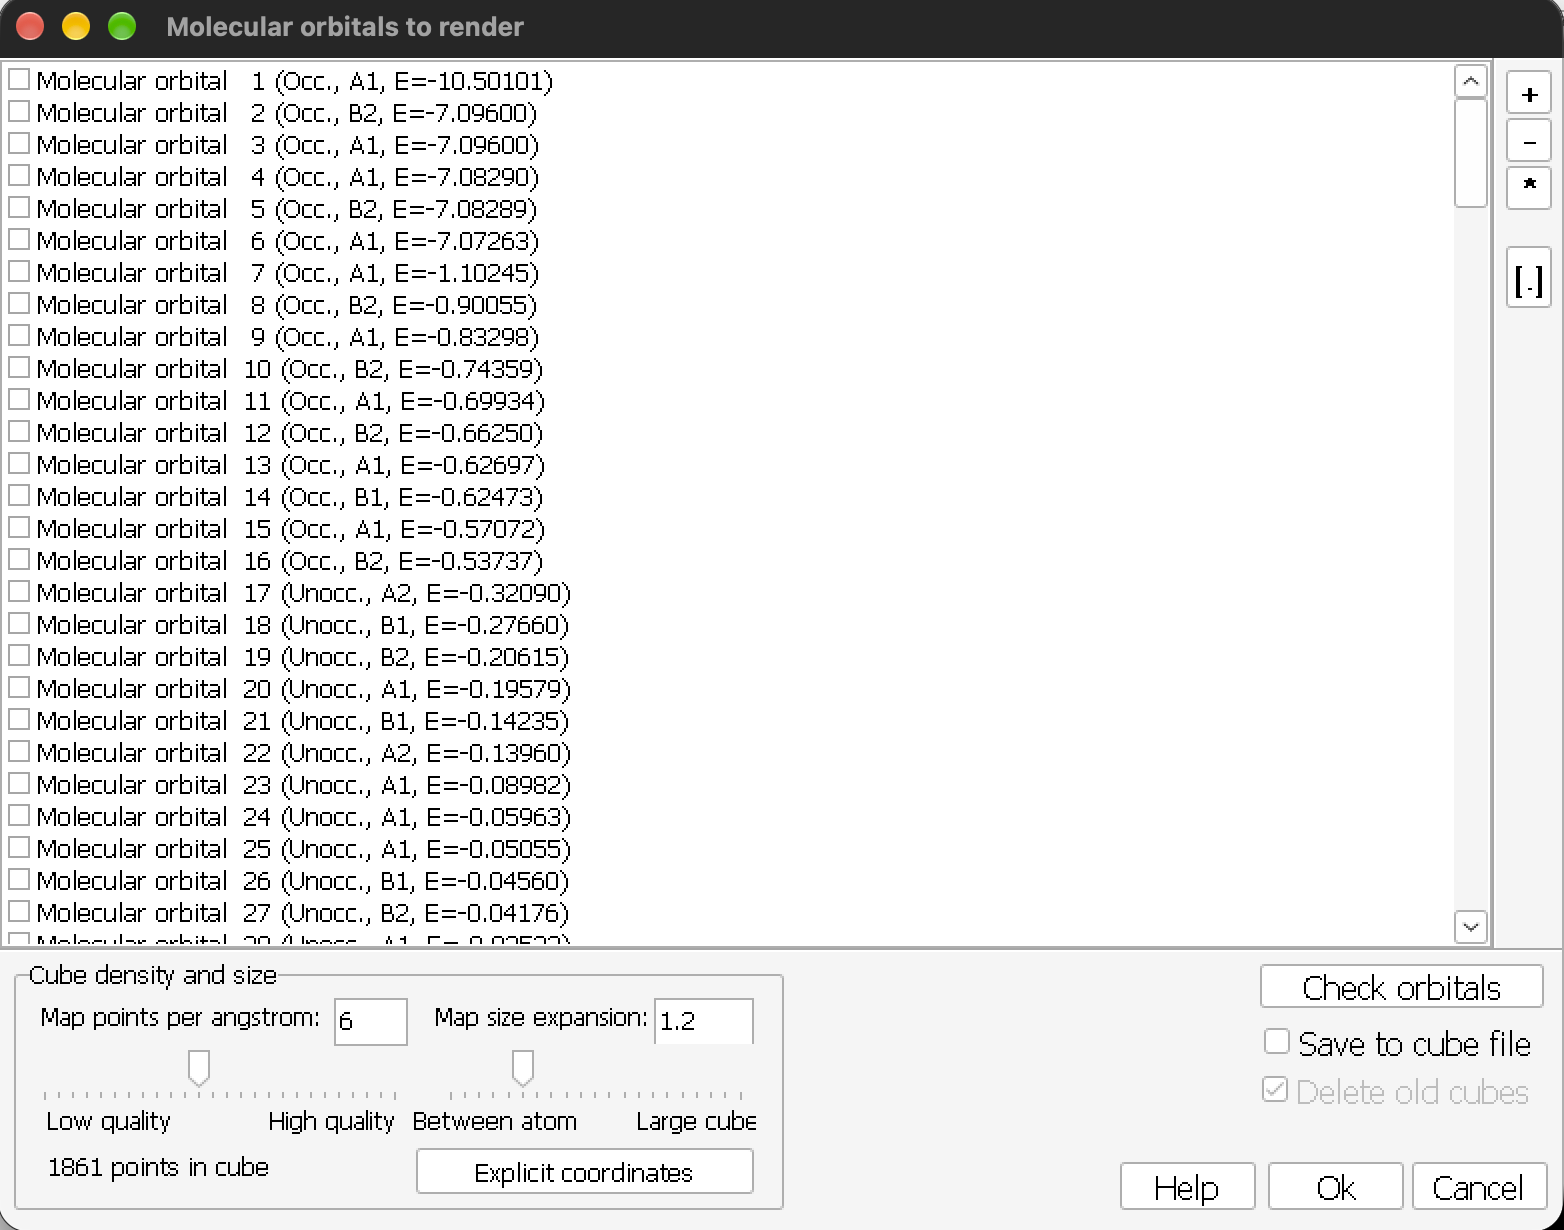 Molecular orbitals to render
Molecular orbital 1 (Occ., A1, E=-10.50101)
Molecular orbital 2 (Occ., B2, E=-7.09600)
Molecular orbital 3 (Occ., A1, E=-7.09600)
Molecular orbital 4 (Occ., A1, E=-7.08290)
Molecular orbital 5 (Occ., B2, E=-7.08289)
Molecular orbital 6 (Occ., A1, E=-7.07263)
Molecular orbital 7 (Occ., A1, E=-1.10245)
Molecular orbital 8 (Occ., B2, E=-0.90055)
Molecular orbital 9 (Occ., A1, E=-0.83298)
Molecular orbital 10 (Occ., B2, E=-0.74359)
Molecular orbital 11 (Occ., A1, E=-0.69934)
Molecular orbital 12 (Occ., B2, E=-0.66250)
Molecular orbital 13 (Occ., A1, E=-0.62697)
Molecular orbital 14 (Occ., B1, E=-0.62473)
Molecular orbital 15 (Occ., A1, E=-0.57072)
Molecular orbital 16 (Occ., B2, E=-0.53737)
Molecular orbital 17 (Unocc., A2, E=-0.32090)
Molecular orbital 18 (Unocc., B1, E=-0.27660)
Molecular orbital 19 (Unocc., B2, E=-0.20615)
Molecular orbital 20 (Unocc., A1, E=-0.19579)
Molecular orbital 21 (Unocc., B1, E=-0.14235)
Molecular orbital 22 (Unocc., A2, E=-0.13960)
Molecular orbital 23 (Unocc., A1, E=-0.08982)
Molecular orbital 24 (Unocc., A1, E=-0.05963)
Molecular orbital 25 (Unocc., A1, E=-0.05055)
Molecular orbital 26 (Unocc., B1, E=-0.04560)
Molecular orbital 27 (Unocc., B2, E=-0.04176)
+
-
*
[.]
Cube density and size
Map points per angstrom: 6 Map size expansion: 1.2
Low quality High quality Between atom Large cube
1861 points in cube Explicit coordinates
Check orbitals
Save to cube file
Delete old cubes
Help Ok Cancel